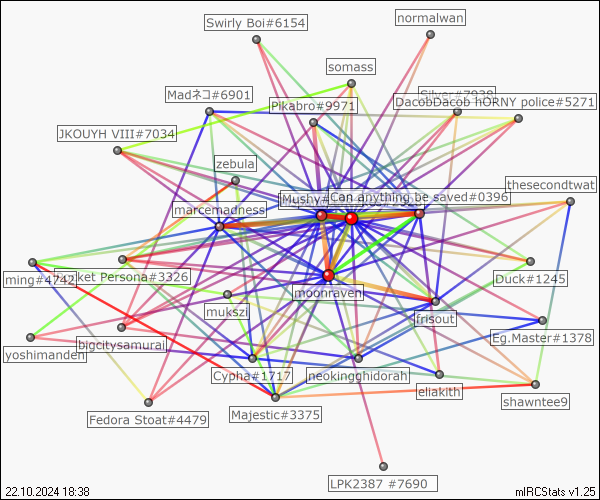 Swirly Boi#6154
normalwan
somass
Madネコ#6901
Pikabro#9971
Silver#7938
DacobDacob hORNY police#5271
JKOUYH VIII#7034
zebula
thesecondtwat
Mushy#
Can anything be saved#0396
marcemadness
ming#4742
Persona#3326
Duck#1245
moonraven
mukszi
frisout
yoshimanden
bigcitysamurai
Eg.Master#1378
Cypha#1717
neokingghidorah
eliakith
shawntee9
Fedora Stoat#4479
Majestic#3375
LPK2387 #7690
22.10.2024 18:38
mIRCStats v1.25